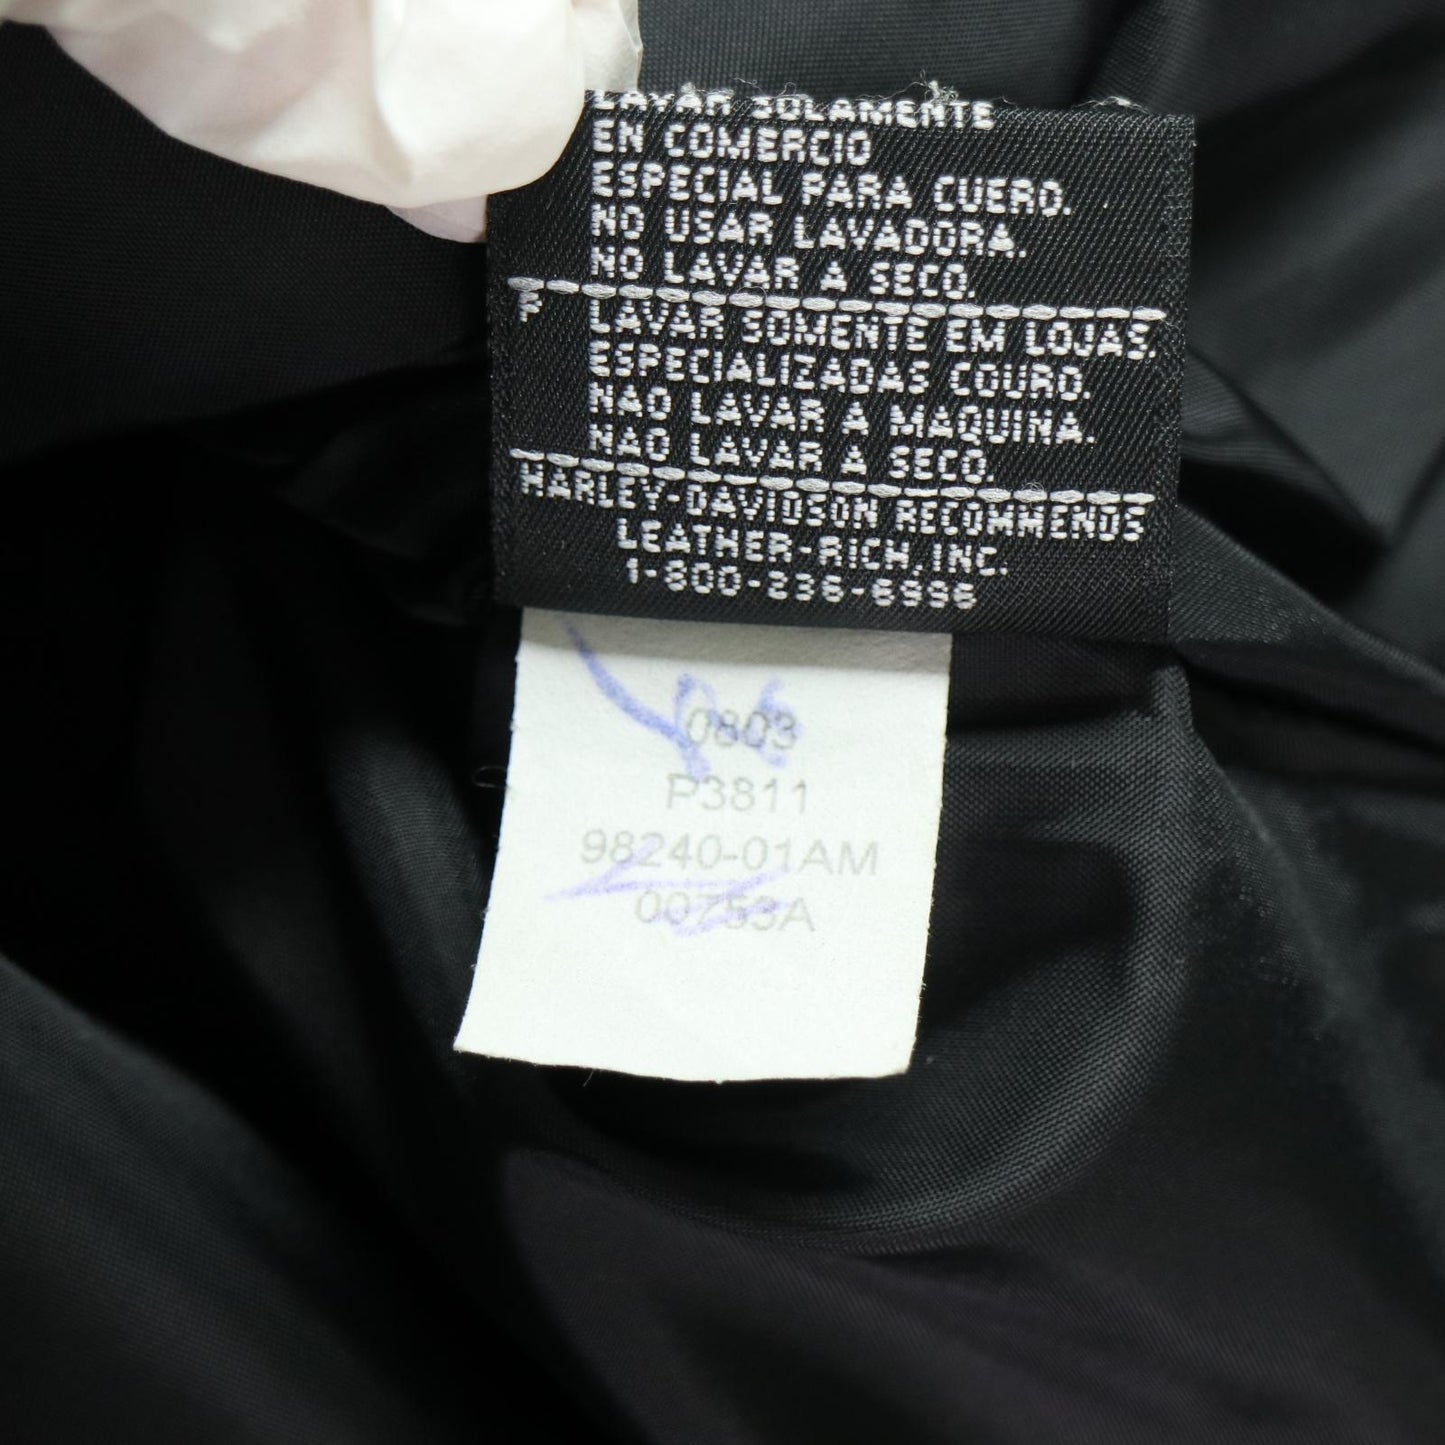 LAVAR SOLAMENTE
EN COMERCIO
ESPECIAL PARA CUERO.
NO USAR LAVADORA.
NO LAVAR A SECO.
P LAVAR SOMENTE EM LOJAS.
ESPECIALIZADAS COURO.
NAO LAVAR A MAQUINA.
NAO LAVAR A SECO.
HARLEY-DAVIDSON RECOMMENDS
LEATHER-RICH, INC.
1-800-236-6996
0803
P3811
98240-01AM
00753A